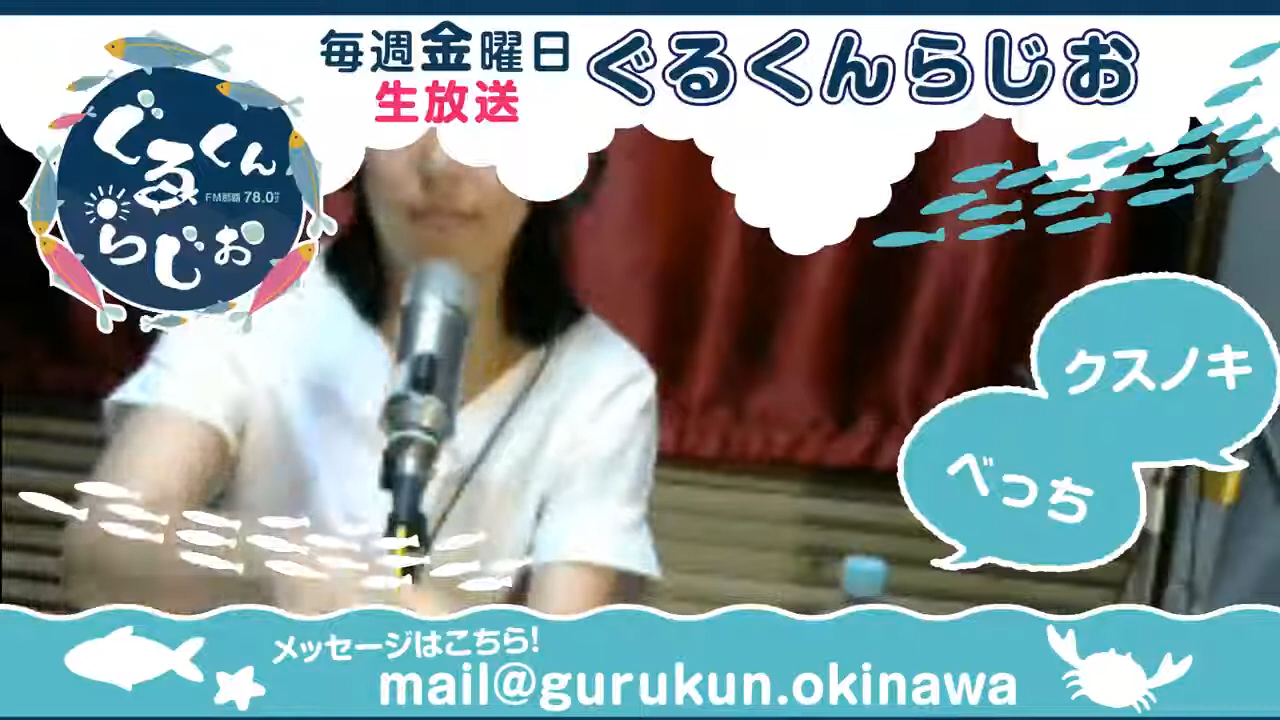 毎週金曜日
生放送
ぐるくんらじお
ぐるくん
FM那覇 78.0
らじお
クスノキ
べっち
メッセージはこちら!
mail@gurukun.okinawa